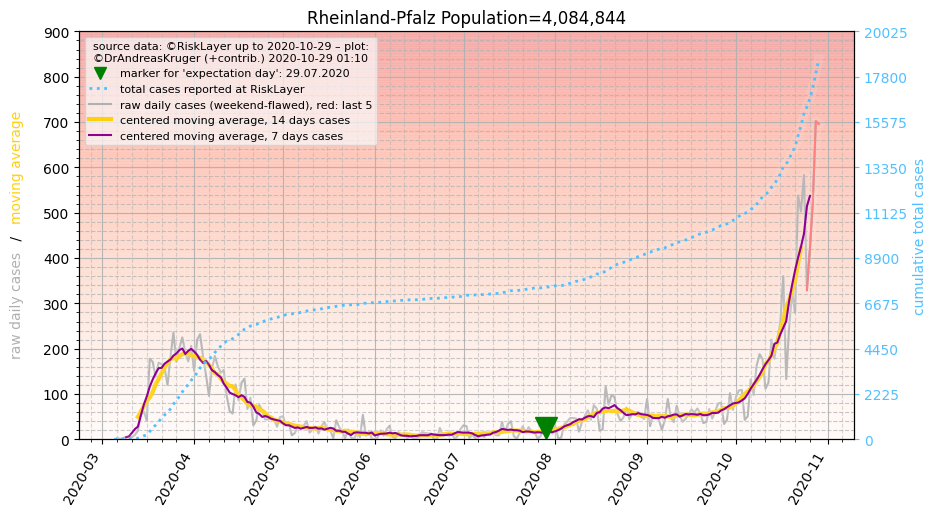 Rheinland-Pfalz Population=4,084,844
source data: ©RiskLayer up to 2020-10-29 – plot:
©DrAndreasKruger (+contrib.) 2020-10-29 01:10
marker for 'expectation day': 29.07.2020
total cases reported at RiskLayer
raw daily cases (weekend-flawed), red: last 5
centered moving average, 14 days cases
centered moving average, 7 days cases
raw daily cases / moving average
900
800
700
600
500
400
300
200
100
0
20025
17800
15575
13350
11125
8900
6675
4450
2225
0
cumulative total cases
2020-03
2020-04
2020-05
2020-06
2020-07
2020-08
2020-09
2020-10
2020-11